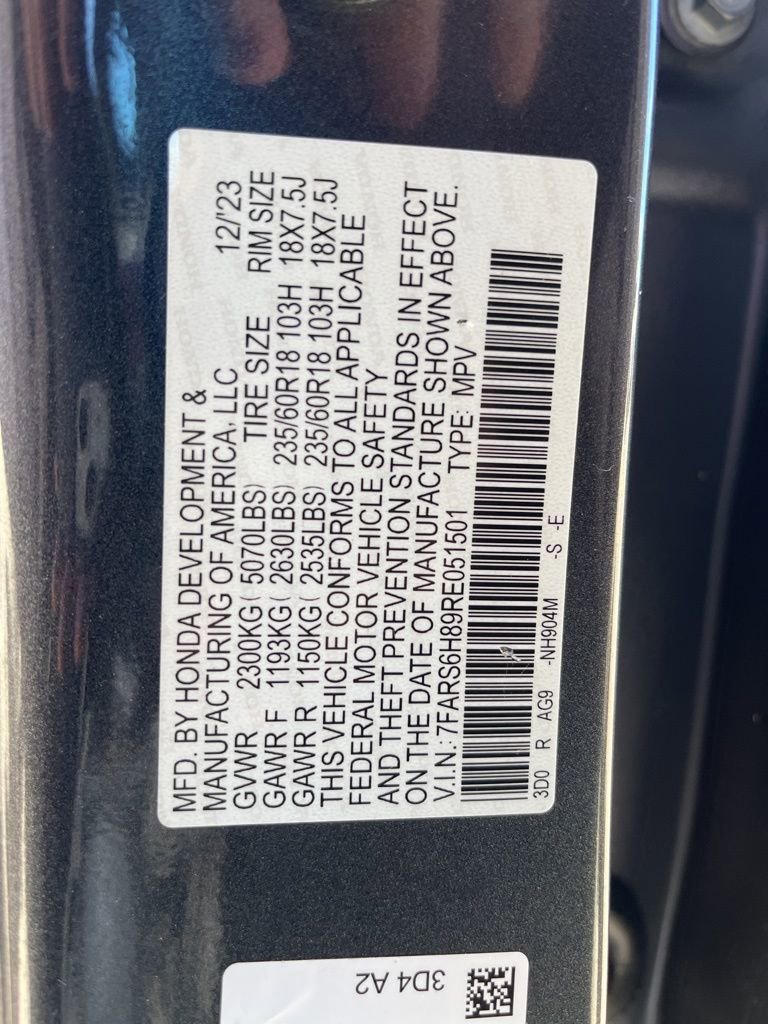 MFD. BY HONDA DEVELOPMENT &
MANUFACTURING OF AMERICA, LLC 12/'23
GVWR 2300KG ( 5070LBS) TIRE SIZE RIM SIZE
GAWR F 1193KG ( 2630LBS) 235/60R18 103H 18X7.5J
GAWR R 1150KG ( 2535LBS) 235/60R18 103H 18X7.5J
THIS VEHICLE CONFORMS TO ALL APPLICABLE
FEDERAL MOTOR VEHICLE SAFETY
AND THEFT PREVENTION STANDARDS IN EFFECT
ON THE DATE OF MANUFACTURE SHOWN ABOVE.
V.I.N.: 7FARS6H89RE051501 TYPE: MPV
3D0 R AG9 -NH904M -S -E
3D4 A2